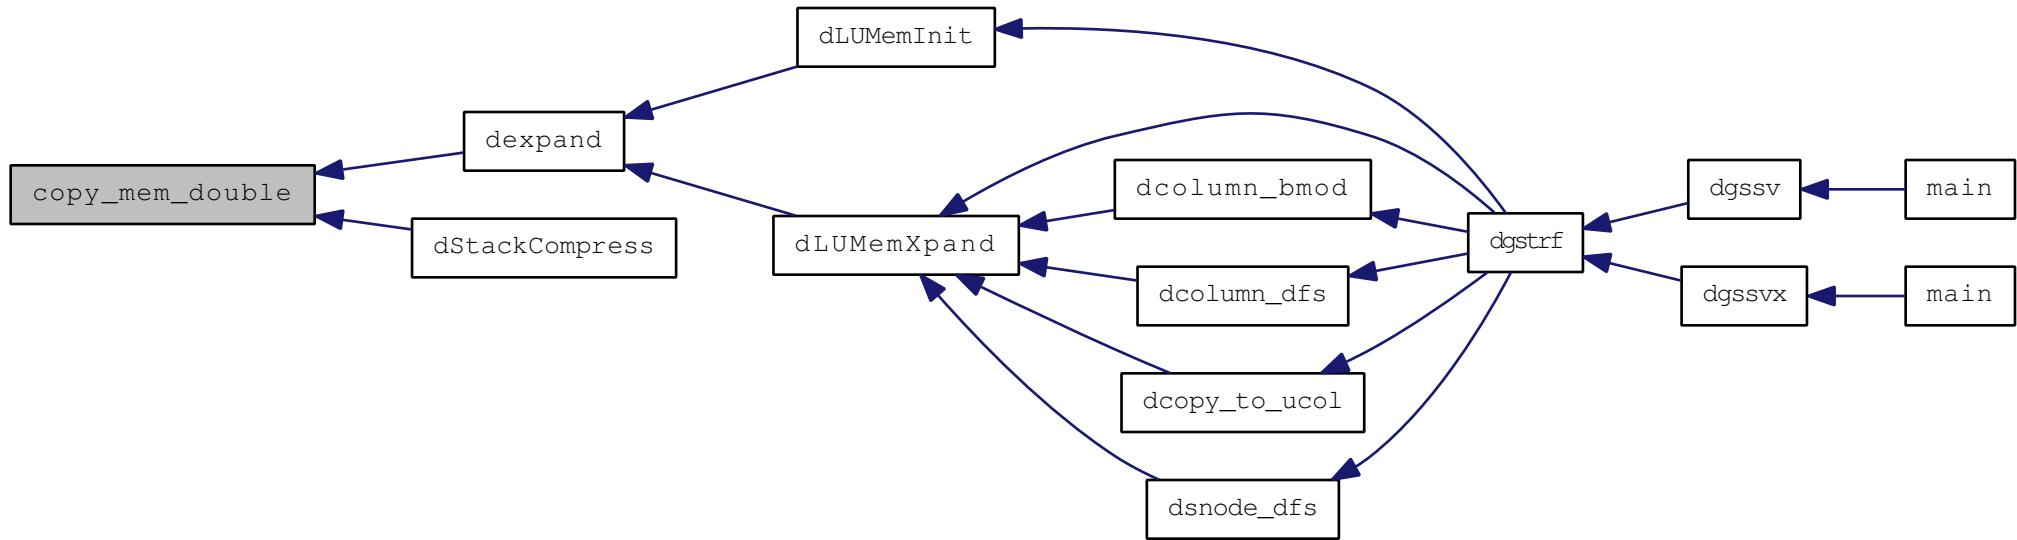 copy_mem_double
dexpand
dStackCompress
dLUMemInit
dLUMemXpand
dcolumn_bmod
dcolumn_dfs
dcopy_to_ucol
dsnode_dfs
dgstrf
dgssv
dgssvx
main
main